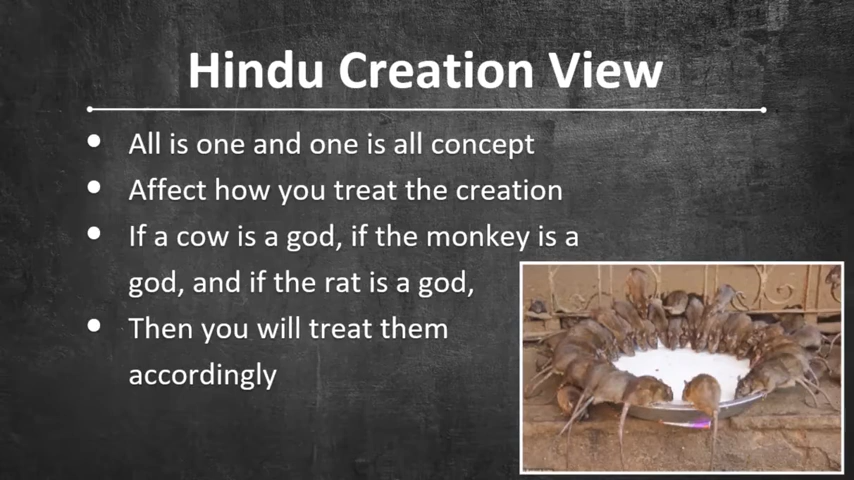 Hindu Creation View
● All is one and one is all concept
● Affect how you treat the creation
● If a cow is a god, if the monkey is a
god, and if the rat is a god,
● Then you will treat them
accordingly